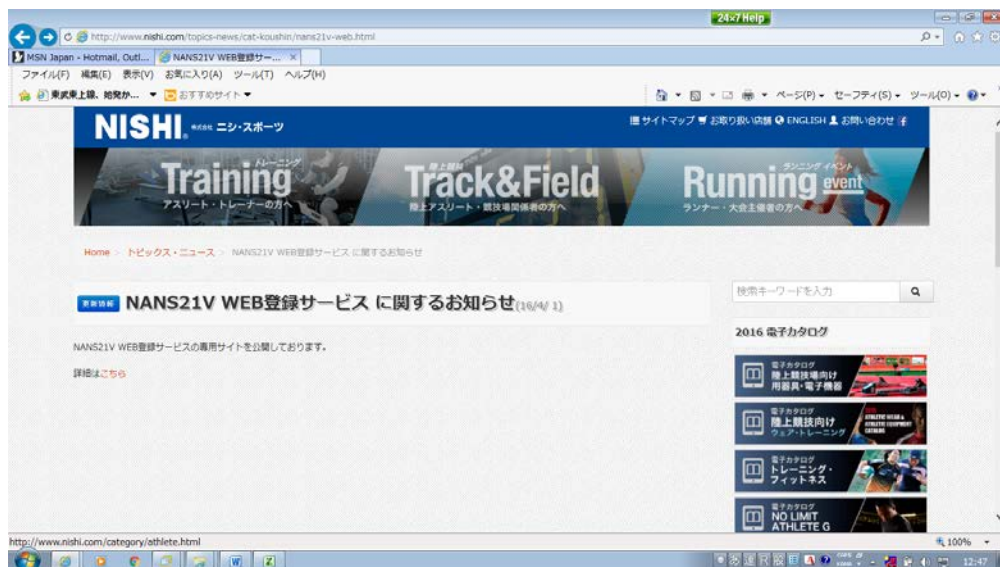 24×7 Help
http://www.nishi.com/topics-news/cat-koushin/nans21v-web.html
MSN Japan - Hotmail, Outl...
NANS21V WEB登録サー...
ファイル(F) 編集(E) 表示(V) お気に入り(A) ツール(T) ヘルプ(H)
東武東上線、始発か...
おすすめサイト
ページ(P) セーフティ(S) ツール(O)
NISHI 株式会社 ニシ・スポーツ
サイトマップ お取り扱い店舗 ENGLISH お問い合わせ
トレーニング
Training
アスリート・トレーナーの方へ
陸上競技
Track&Field
陸上アスリート・競技場関係者の方へ
ランニングイベント
Running event
ランナー・大会主催者の方へ
Home > トピックス・ニュース > NANS21V WEB登録サービス に関するお知らせ
更新情報 NANS21V WEB登録サービス に関するお知らせ(16/4/ 1)
NANS21V WEB登録サービスの専用サイトを公開しております。
詳細はこちら
検索キーワードを入力
2016 電子カタログ
電子カタログ
陸上競技場向け
用器具・電子機器
電子カタログ
陸上競技向け
ウェア・トレーニング
電子カタログ
トレーニング・
フィットネス
電子カタログ
NO LIMIT
ATHLETE G
http://www.nishi.com/category/athlete.html
100%
12:47